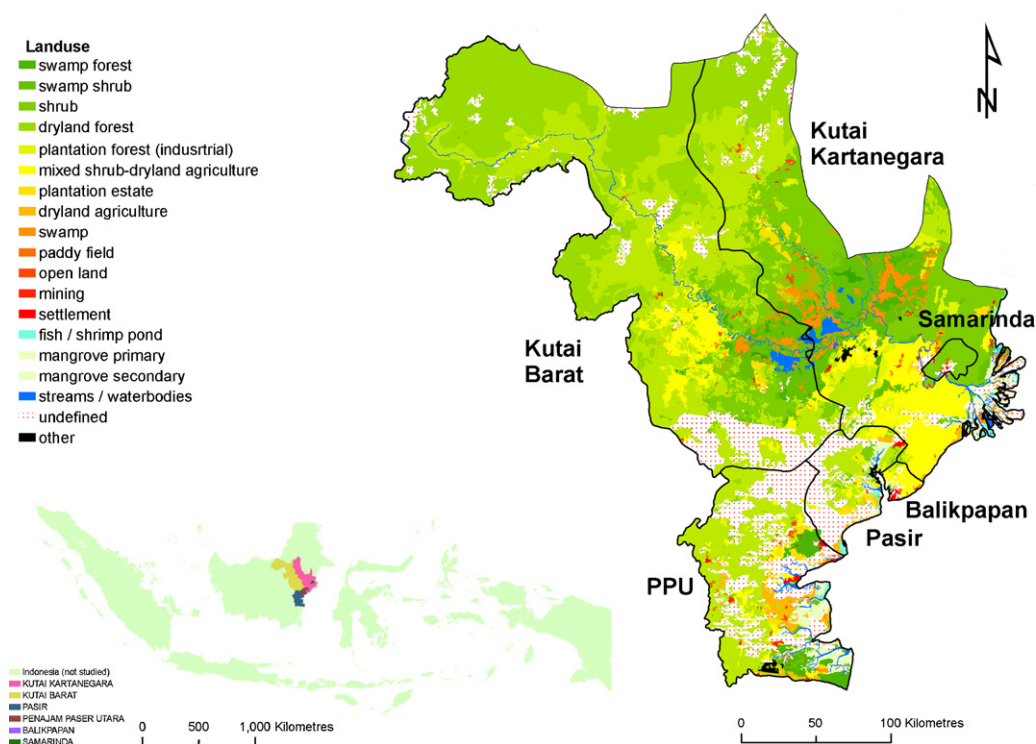 Landuse
swamp forest
swamp shrub
shrub
dryland forest
plantation forest (indusrtrial)
mixed shrub-dryland agriculture
plantation estate
dryland agriculture
swamp
paddy field
open land
mining
settlement
fish / shrimp pond
mangrove primary
mangrove secondary
streams / waterbodies
undefined
other
N
Kutai
Kartanegara
Samarinda
Kutai
Barat
Balikpapan
Pasir
PPU
Indonesia (not studied)
KUTAI KARTANEGARA
KUTAI BARAT
PASIR
PENAJAM PASER UTARA
BALIKPAPAN
SAMARINDA
0 500 1,000 Kilometres
0 50 100 Kilometres